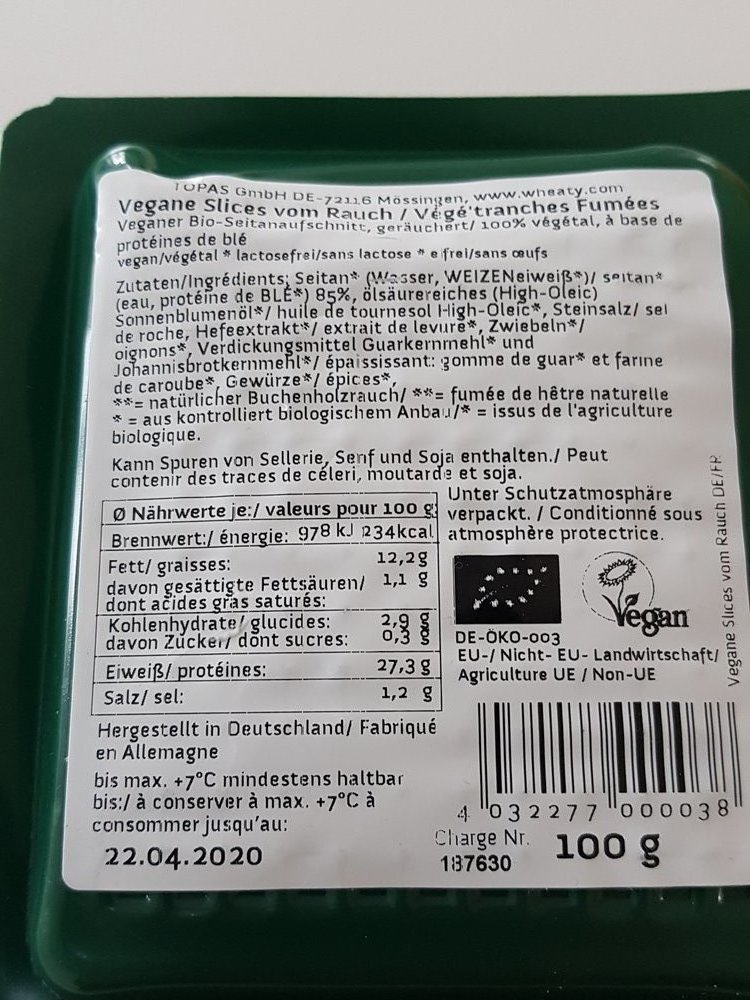 TOPAS GmbH DE-72116 Mössingen, www.wheaty.com
Vegane Slices vom Rauch / Végé'tranches Fumées
Veganer Bio-Seitanaufschnitt, geräuchert/ 100% végétal, à base de
protéines de blé
vegan/végétal * lactosefrei/sans lactose * eifrei/sans œufs
Zutaten/Ingrédients: Seitan* (Wasser, WEIZENeiweiß*)/ seitan*
(eau, protéine de BLÉ*) 85%, ölsäurereiches (High-Oleic)
Sonnenblumenöl*/ huile de tournesol High-Oleic*, Steinsalz/ sel
de roche, Hefeextrakt*/ extrait de levure*, Zwiebeln*/
oignons*, Verdickungsmittel Guarkernmehl* und
Johannisbrotkernmehl*/ épaississant: gomme de guar* et farine
de caroube*, Gewürze*/ épices*,
**= natürlicher Buchenholzrauch/ **= fumée de hêtre naturelle
* = aus kontrolliert biologischem Anbau/* = issus de l'agriculture
biologique.
Kann Spuren von Sellerie, Senf und Soja enthalten./ Peut
contenir des traces de céleri, moutarde et soja.
Ø Nährwerte je:/ valeurs pour 100 g:
Brennwert:/ énergie: 978 kJ 234kcal
Fett/ graisses: 12,2g
davon gesättigte Fettsäuren/ 1,1 g
dont acides gras saturés:
Kohlenhydrate/ glucides: 2,9 g
davon Zucker/ dont sucres: 0,3 g
Eiweiß/ protéines: 27,3 g
Salz/ sel: 1,2 g
Unter Schutzatmosphäre
verpackt. / Conditionné sous
atmosphère protectrice.
Vegan
DE-ÖKO-003
EU-/ Nicht- EU- Landwirtschaft/
Agriculture UE / Non-UE
Vegane Slices vom Rauch DE/FR
Hergestellt in Deutschland/ Fabriqué
en Allemagne
bis max. +7°C mindestens haltbar
bis:/ à conserver à max. +7°C à
consommer jusqu'au:
22.04.2020
4 032277 000038
Charge Nr.
187630
100 g